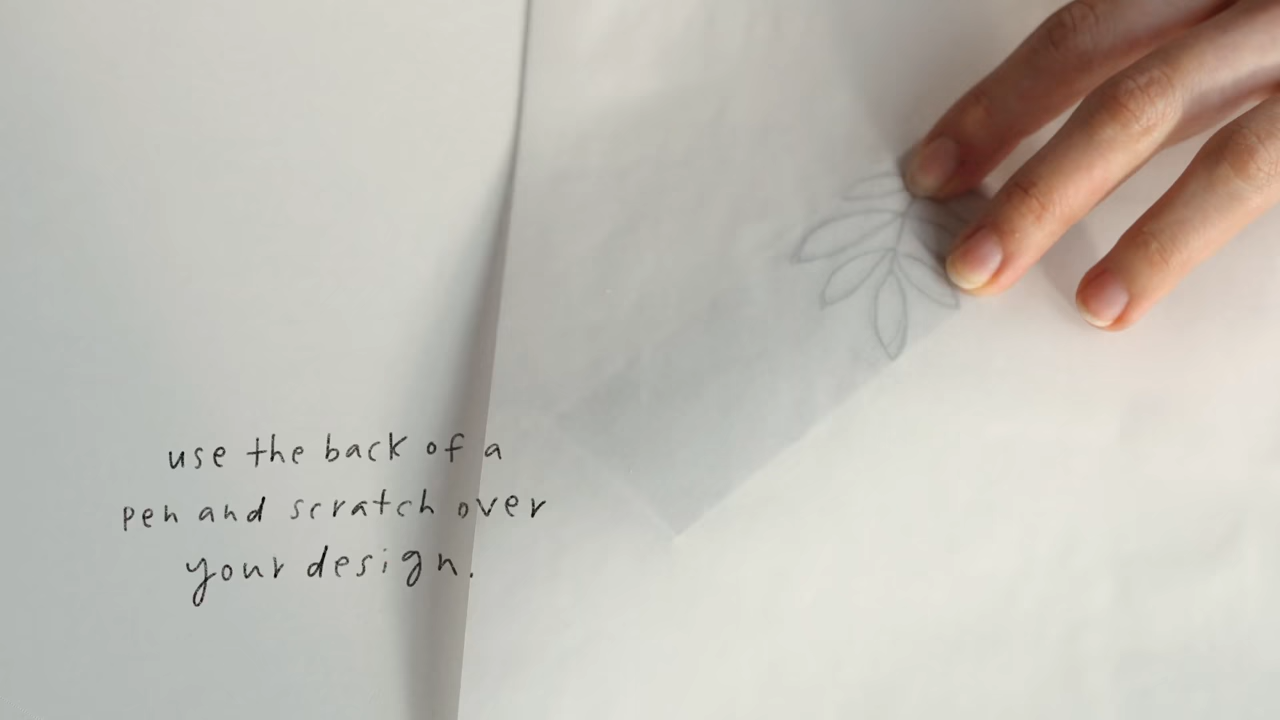 use the back of a
pen and scratch over
your design.